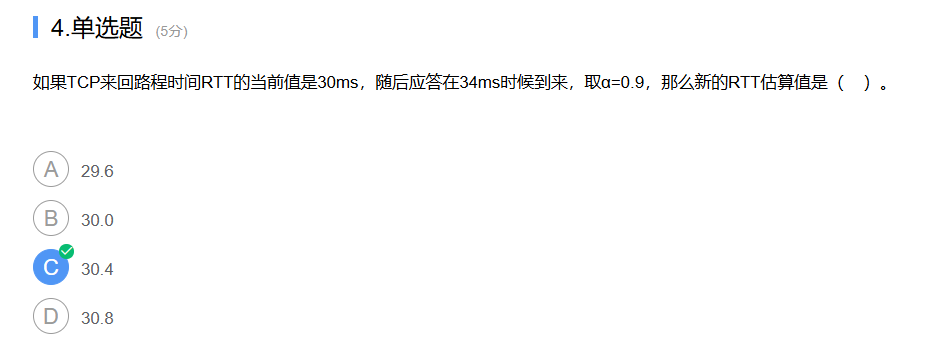 4.单选题 (5分)
如果TCP来回路程时间RTT的当前值是30ms，随后应答在34ms时候到来，取α=0.9，那么新的RTT估算值是（ ）。
A 29.6
B 30.0
C 30.4
D 30.8